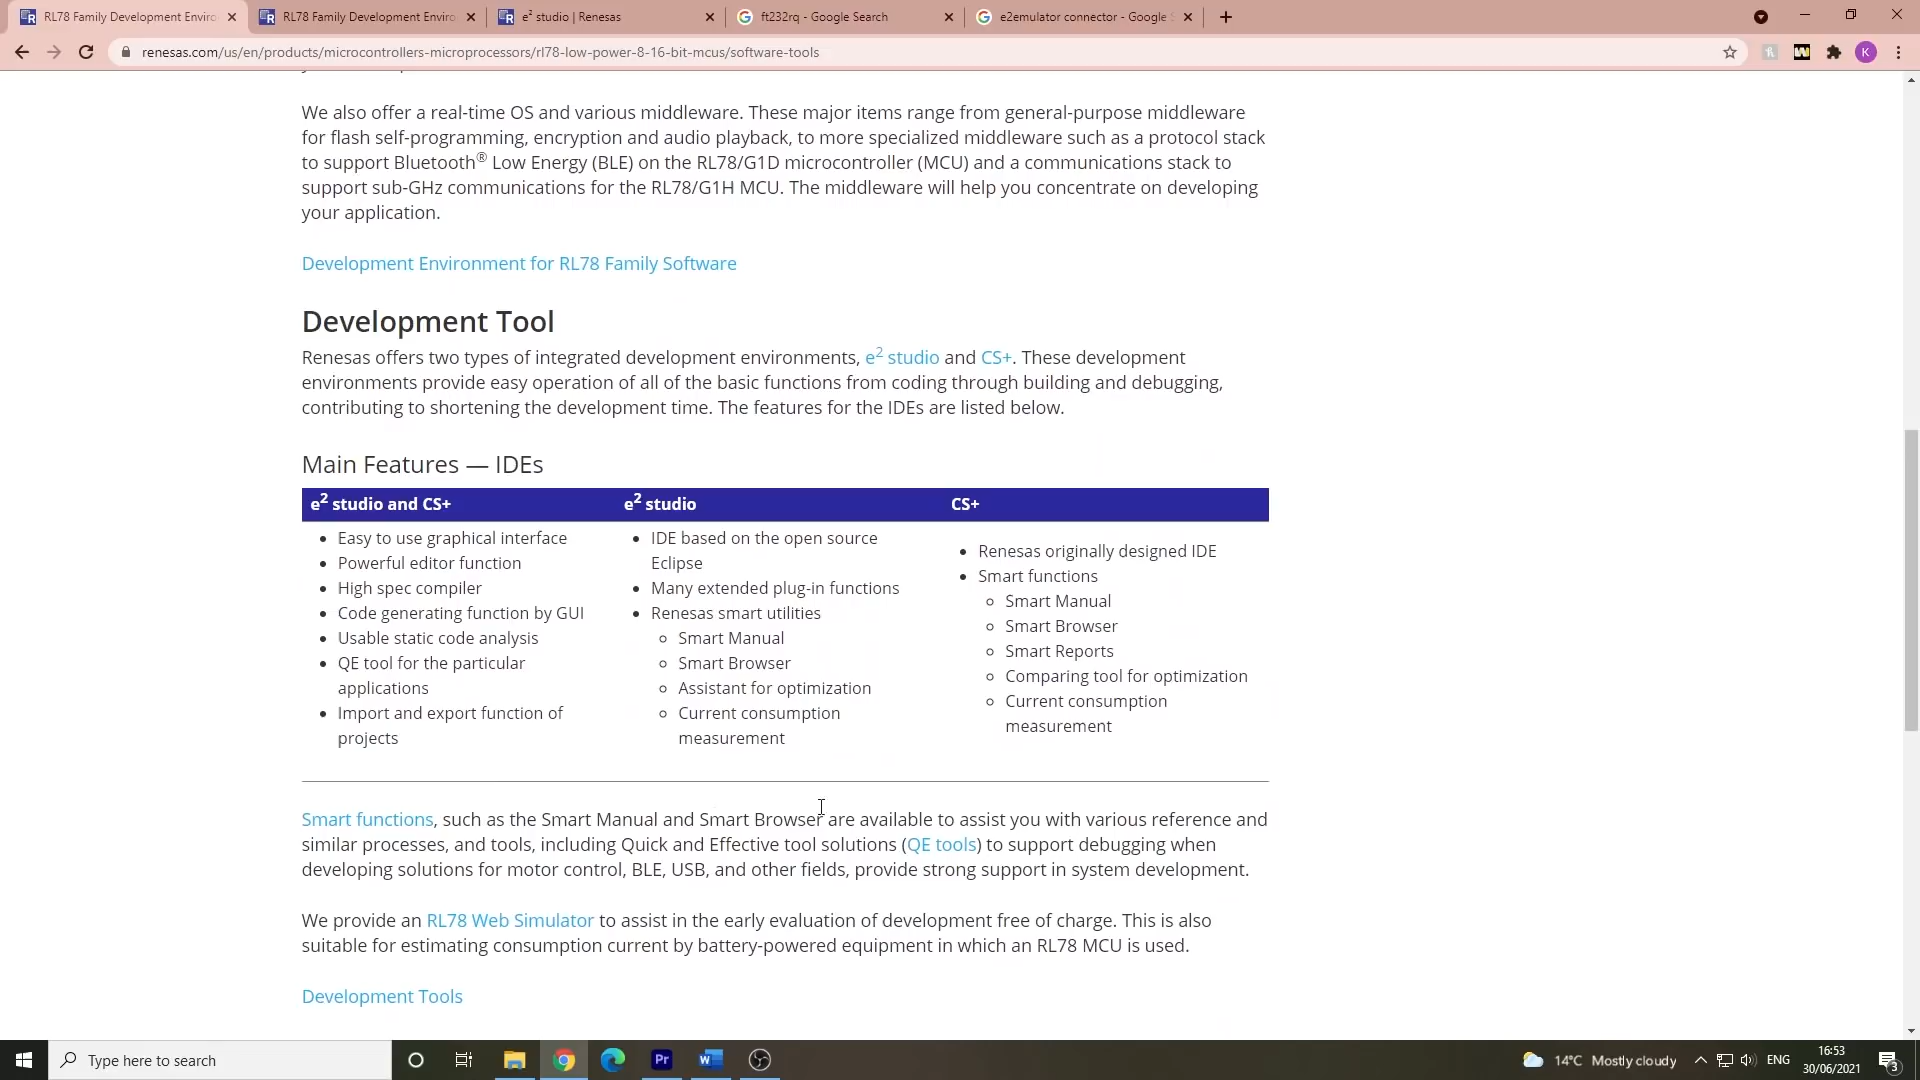 RL78 Family Development Enviro
RL78 Family Development Enviro
e² studio | Renesas
ft232rq - Google Search
e2emulator connector - Google S
renesas.com/us/en/products/microcontrollers-microprocessors/rl78-low-power-8-16-bit-mcus/software-tools
K
We also offer a real-time OS and various middleware. These major items range from general-purpose middleware
for flash self-programming, encryption and audio playback, to more specialized middleware such as a protocol stack
to support Bluetooth® Low Energy (BLE) on the RL78/G1D microcontroller (MCU) and a communications stack to
support sub-GHz communications for the RL78/G1H MCU. The middleware will help you concentrate on developing
your application.
Development Environment for RL78 Family Software
Development Tool
Renesas offers two types of integrated development environments, e² studio and CS+. These development
environments provide easy operation of all of the basic functions from coding through building and debugging,
contributing to shortening the development time. The features for the IDEs are listed below.
Main Features — IDEs
e² studio and CS+
Easy to use graphical interface
Powerful editor function
High spec compiler
Code generating function by GUI
Usable static code analysis
QE tool for the particular
applications
Import and export function of
projects
e² studio
IDE based on the open source
Eclipse
Many extended plug-in functions
Renesas smart utilities
Smart Manual
Smart Browser
Assistant for optimization
Current consumption
measurement
CS+
Renesas originally designed IDE
Smart functions
Smart Manual
Smart Browser
Smart Reports
Comparing tool for optimization
Current consumption
measurement
Smart functions, such as the Smart Manual and Smart Browser are available to assist you with various reference and
similar processes, and tools, including Quick and Effective tool solutions (QE tools) to support debugging when
developing solutions for motor control, BLE, USB, and other fields, provide strong support in system development.
We provide an RL78 Web Simulator to assist in the early evaluation of development free of charge. This is also
suitable for estimating consumption current by battery-powered equipment in which an RL78 MCU is used.
Development Tools
Type here to search
Pr
14°C Mostly cloudy
ENG
16:53
30/06/2021
3